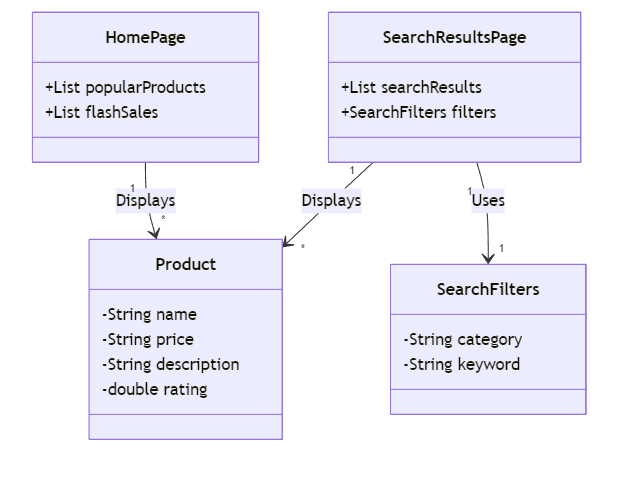 HomePage
+List popularProducts
+List flashSales
SearchResultsPage
+List searchResults
+SearchFilters filters
1
Displays
*
1
Displays
*
1
Uses
1
Product
-String name
-String price
-String description
-double rating
SearchFilters
-String category
-String keyword